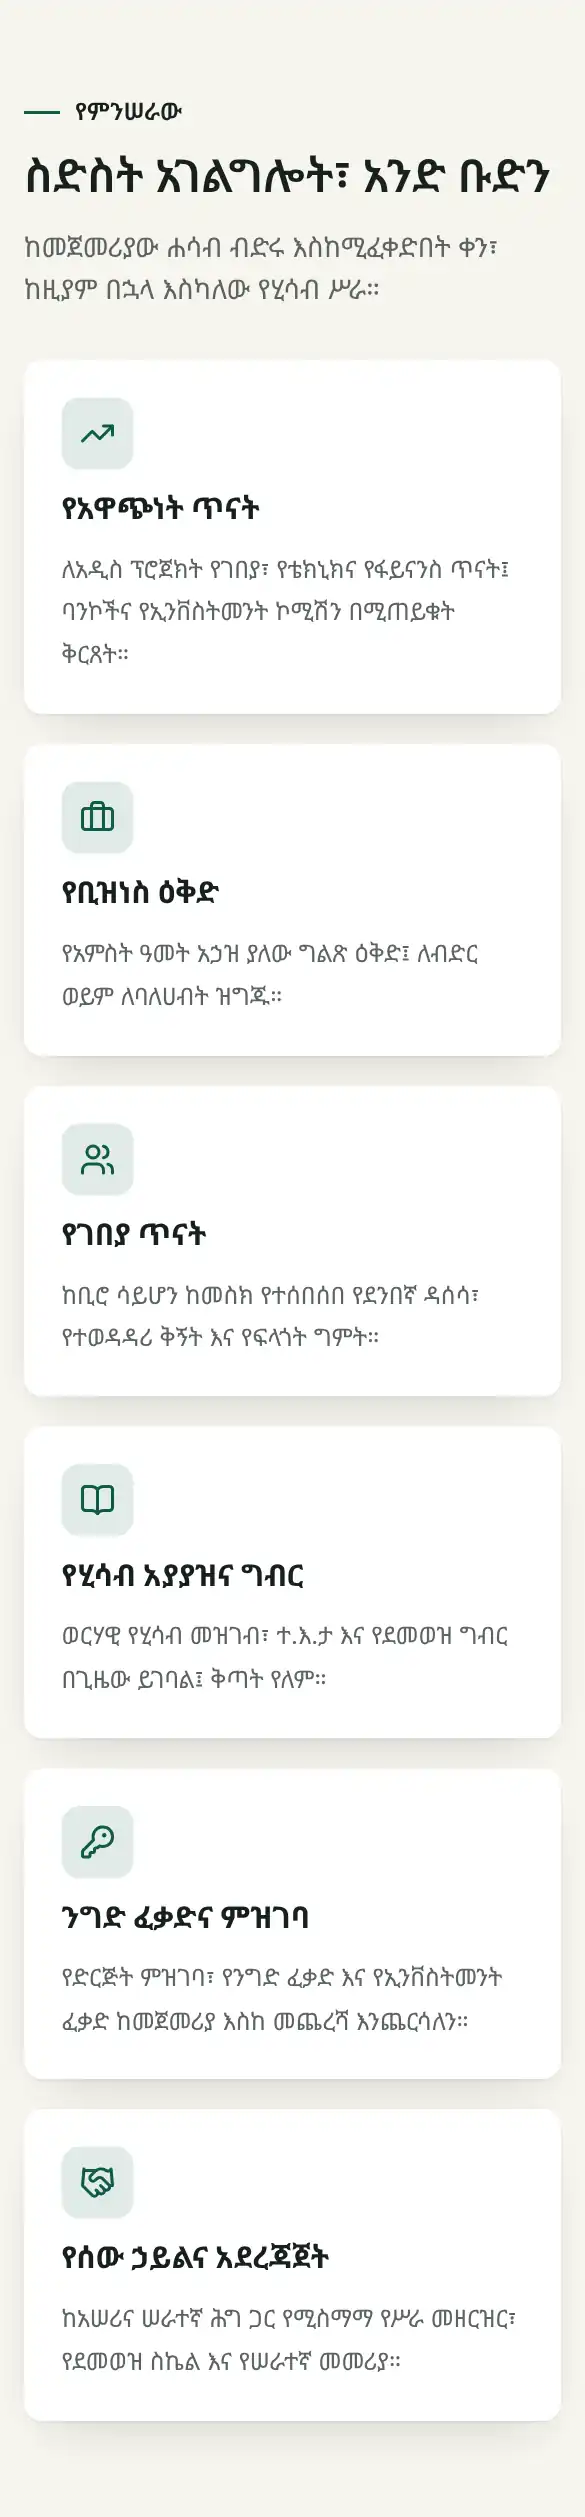 የምንሠራው
ስድስት አገልግሎት፣ አንድ ቡድን
ከመጀመሪያው ሐሳብ ብድሩ እስከሚፈቀድበት ቀን፣
ከዚያም በኋላ እስካለው የሂሳብ ሥራ።
የአዋጭነት ጥናት
ለአዲስ ፕሮጀክት የገበያ፣ የቴክኒክና የፋይናንስ ጥናት፤
ባንኮችና የኢንቨስትመንት ኮሚሽን በሚጠይቁት
ቅርጸት።
የቢዝነስ ዕቅድ
የአምስት ዓመት አኃዝ ያለው ግልጽ ዕቅድ፤ ለብድር
ወይም ለባለሀብት ዝግጁ።
የገበያ ጥናት
ከቢሮ ሳይሆን ከመስክ የተሰበሰበ የደንበኛ ዳሰሳ፣
የተወዳዳሪ ቅኝት እና የፍላጎት ግምት።
የሂሳብ አያያዝና ግብር
ወርሃዊ የሂሳብ መዝገብ፣ ተ.እ.ታ እና የደመወዝ ግብር
በጊዜው ይገባል፤ ቅጣት የለም።
ንግድ ፈቃድና ምዝገባ
የድርጅት ምዝገባ፣ የንግድ ፈቃድ እና የኢንቨስትመንት
ፈቃድ ከመጀመሪያ እስከ መጨረሻ እንጨርሳለን።
የሰው ኃይልና አደረጃጀት
ከአሠሪና ሠራተኛ ሕግ ጋር የሚስማማ የሥራ መዘርዝር፣
የደመወዝ ስኬል እና የሠራተኛ መመሪያ።